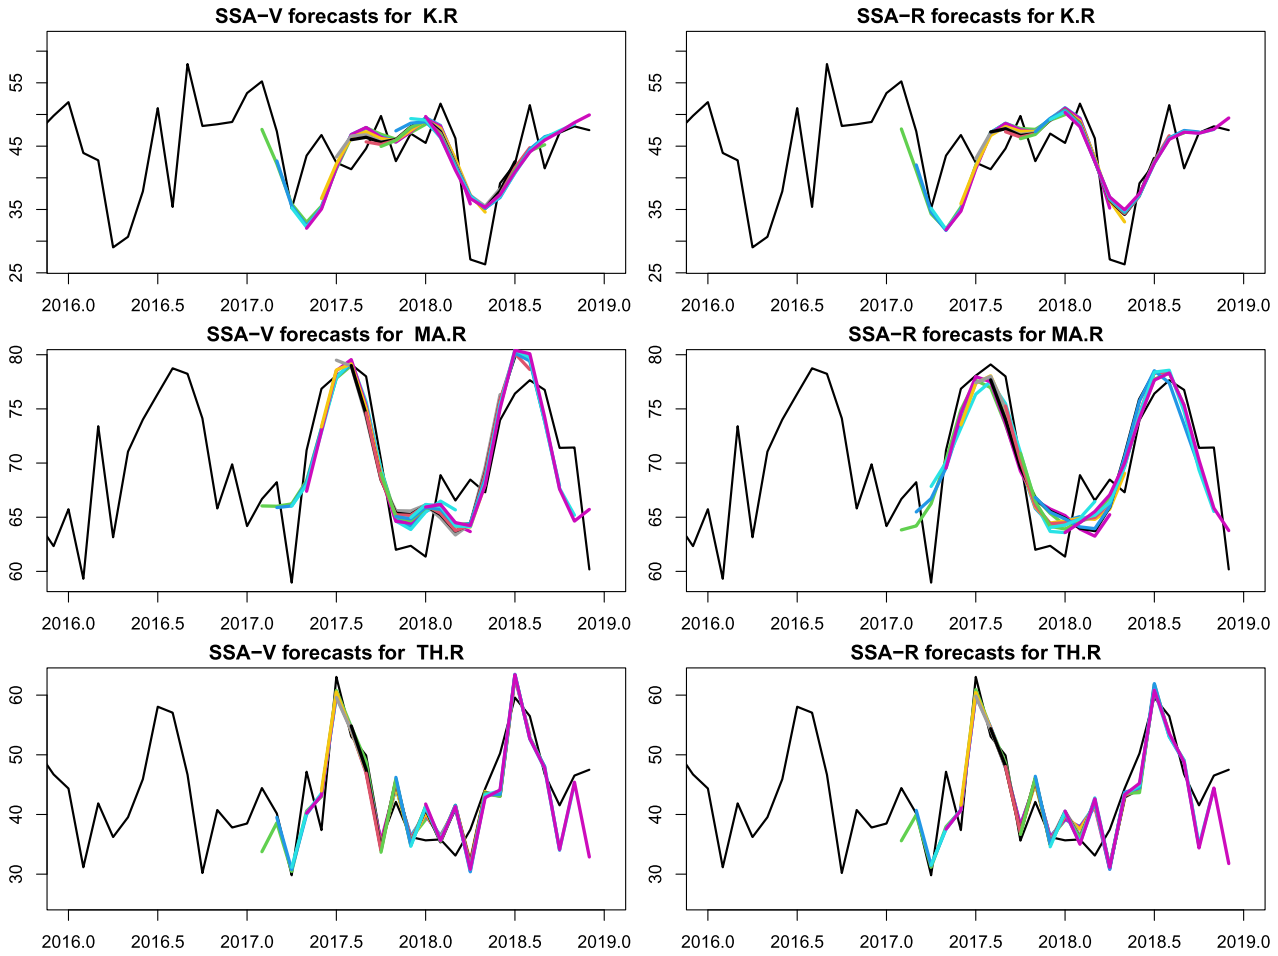 SSA−V forecasts for  K.R
25 35 45 55
2016.0 2016.5 2017.0 2017.5 2018.0 2018.5 2019.0
SSA−R forecasts for K.R
25 35 45 55
2016.0 2016.5 2017.0 2017.5 2018.0 2018.5 2019.0
SSA−V forecasts for  MA.R
60 65 70 75 80
2016.0 2016.5 2017.0 2017.5 2018.0 2018.5 2019.0
SSA−R forecasts for MA.R
60 65 70 75 80
2016.0 2016.5 2017.0 2017.5 2018.0 2018.5 2019.0
SSA−V forecasts for  TH.R
30 40 50 60
2016.0 2016.5 2017.0 2017.5 2018.0 2018.5 2019.0
SSA−R forecasts for TH.R
30 40 50 60
2016.0 2016.5 2017.0 2017.5 2018.0 2018.5 2019.0